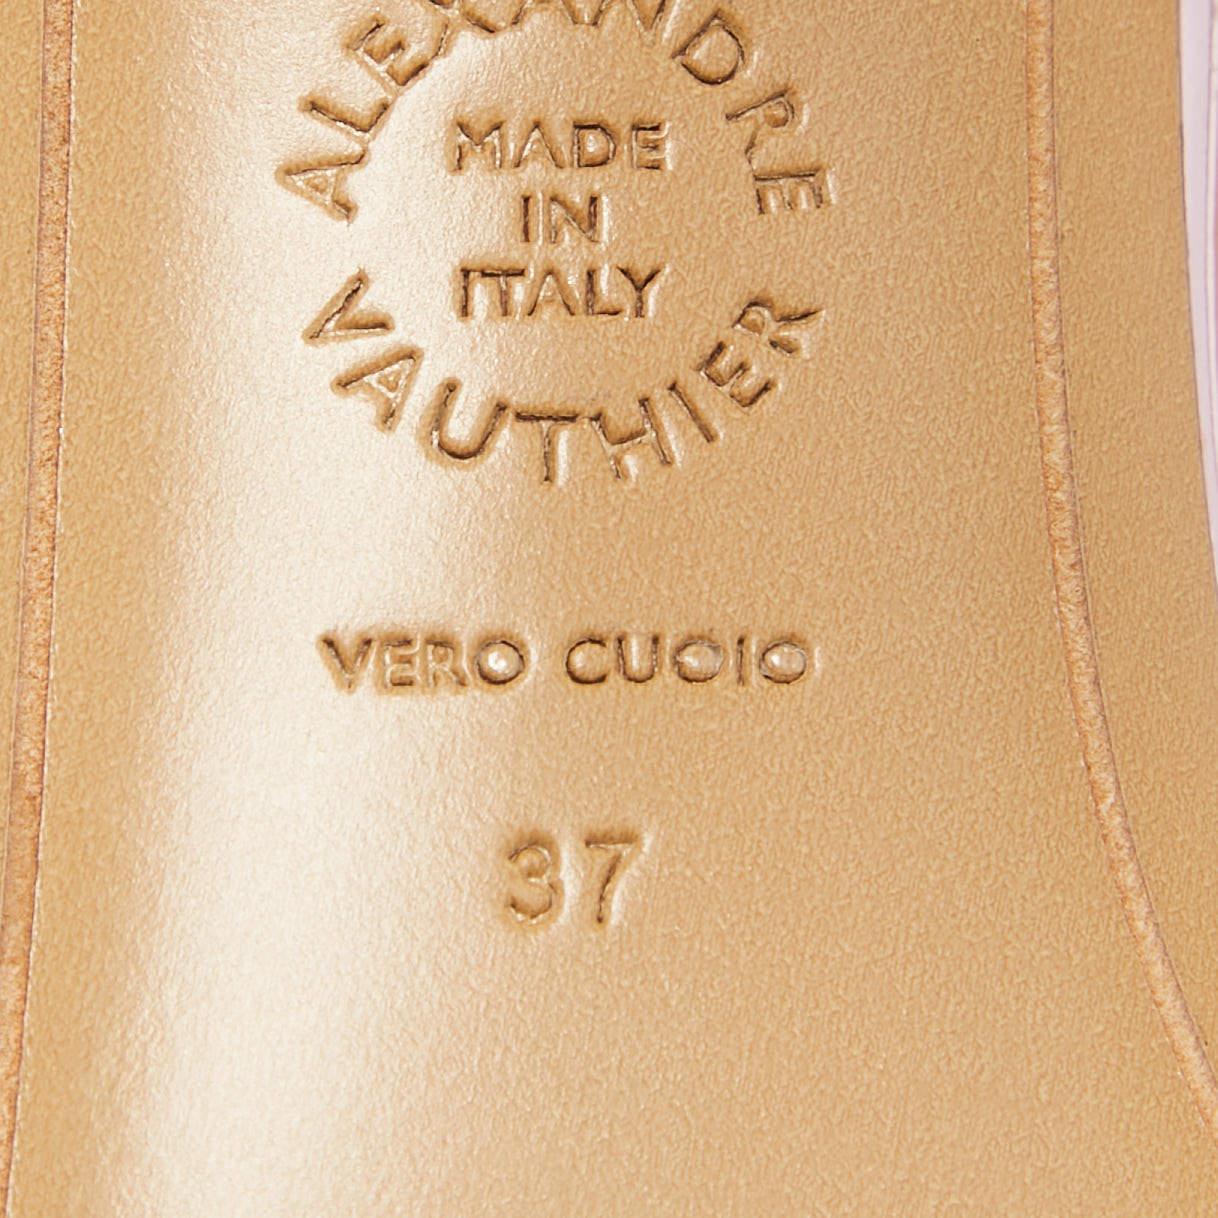 ALEXANDRE
MADE
IN
ITALY
VAUTHIER
VERO CUOIO
37